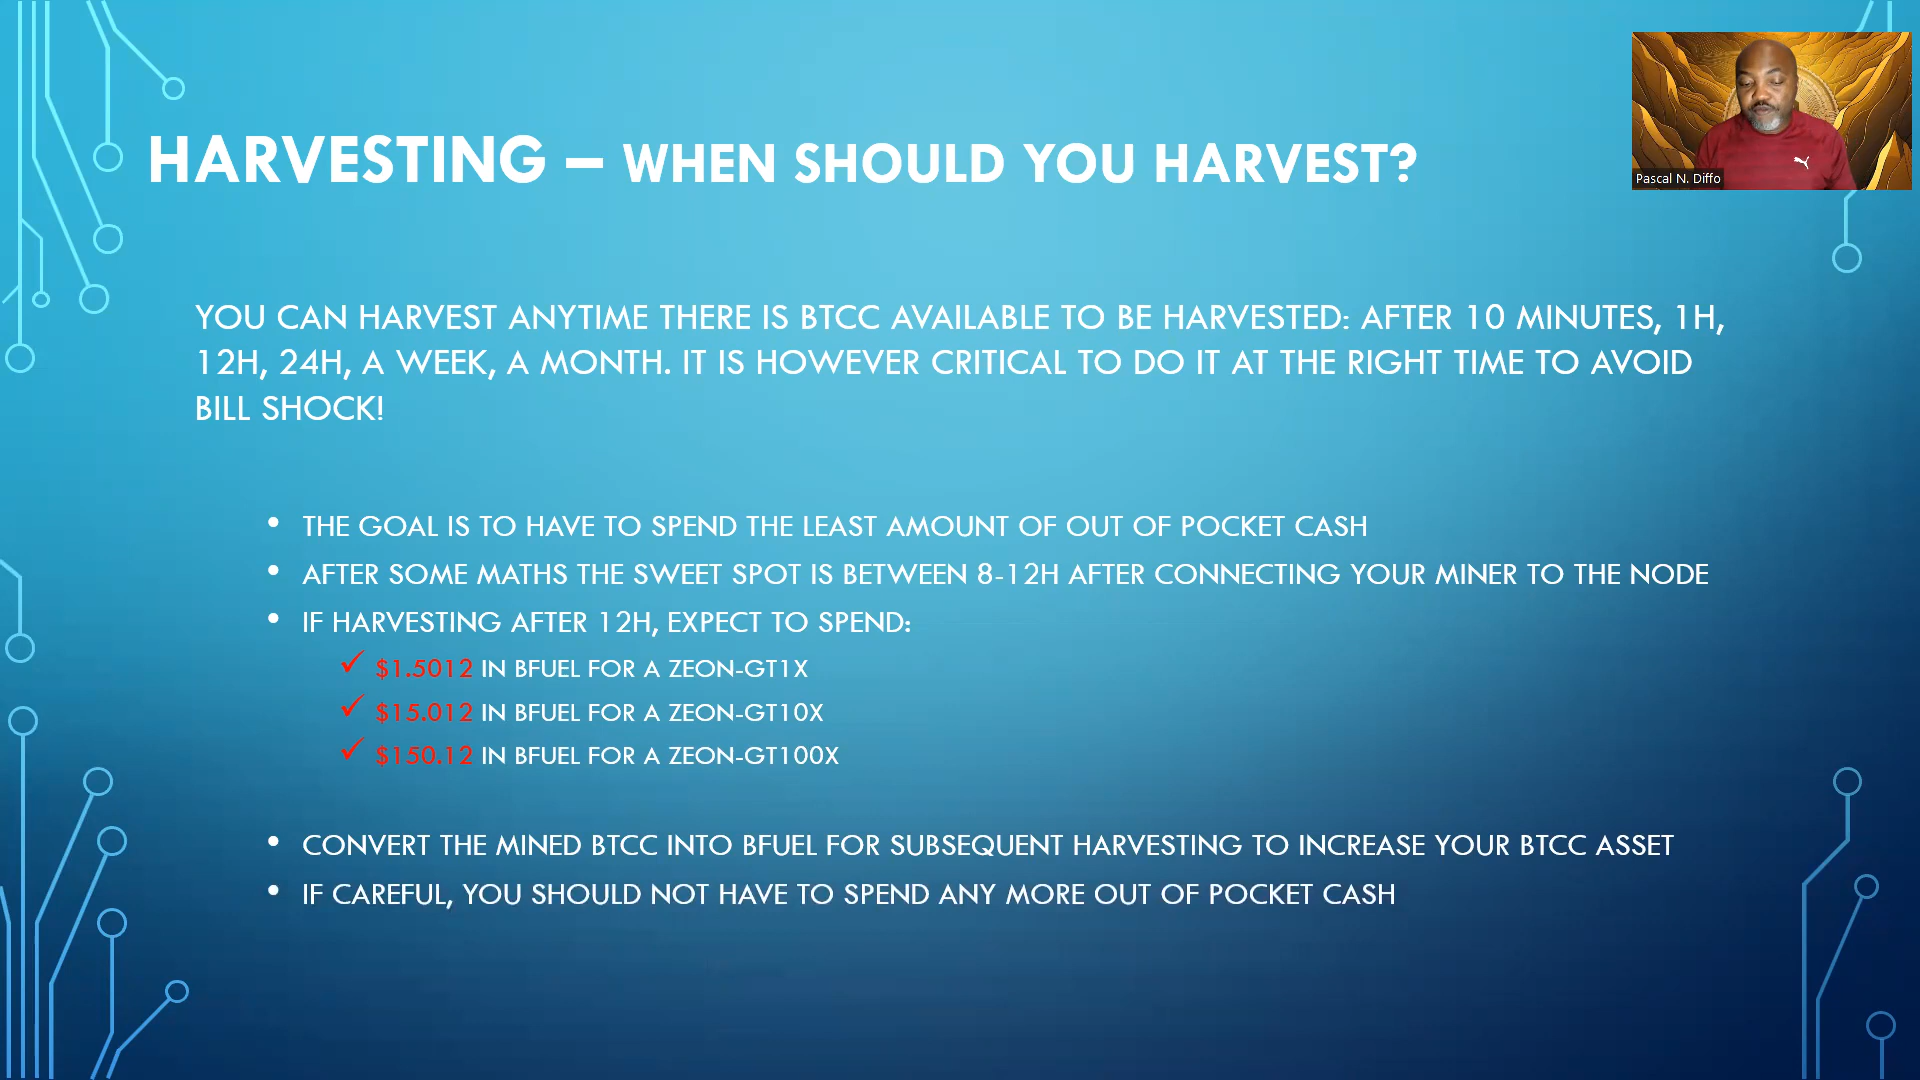 HARVESTING – WHEN SHOULD YOU HARVEST?
Pascal N. Diffo
YOU CAN HARVEST ANYTIME THERE IS BTCC AVAILABLE TO BE HARVESTED: AFTER 10 MINUTES, 1H,
12H, 24H, A WEEK, A MONTH. IT IS HOWEVER CRITICAL TO DO IT AT THE RIGHT TIME TO AVOID
BILL SHOCK!
• THE GOAL IS TO HAVE TO SPEND THE LEAST AMOUNT OF OUT OF POCKET CASH
• AFTER SOME MATHS THE SWEET SPOT IS BETWEEN 8-12H AFTER CONNECTING YOUR MINER TO THE NODE
• IF HARVESTING AFTER 12H, EXPECT TO SPEND:
✓ $1.5012 IN BFUEL FOR A ZEON-GT1X
✓ $15.012 IN BFUEL FOR A ZEON-GT10X
✓ $150.12 IN BFUEL FOR A ZEON-GT100X
• CONVERT THE MINED BTCC INTO BFUEL FOR SUBSEQUENT HARVESTING TO INCREASE YOUR BTCC ASSET
• IF CAREFUL, YOU SHOULD NOT HAVE TO SPEND ANY MORE OUT OF POCKET CASH